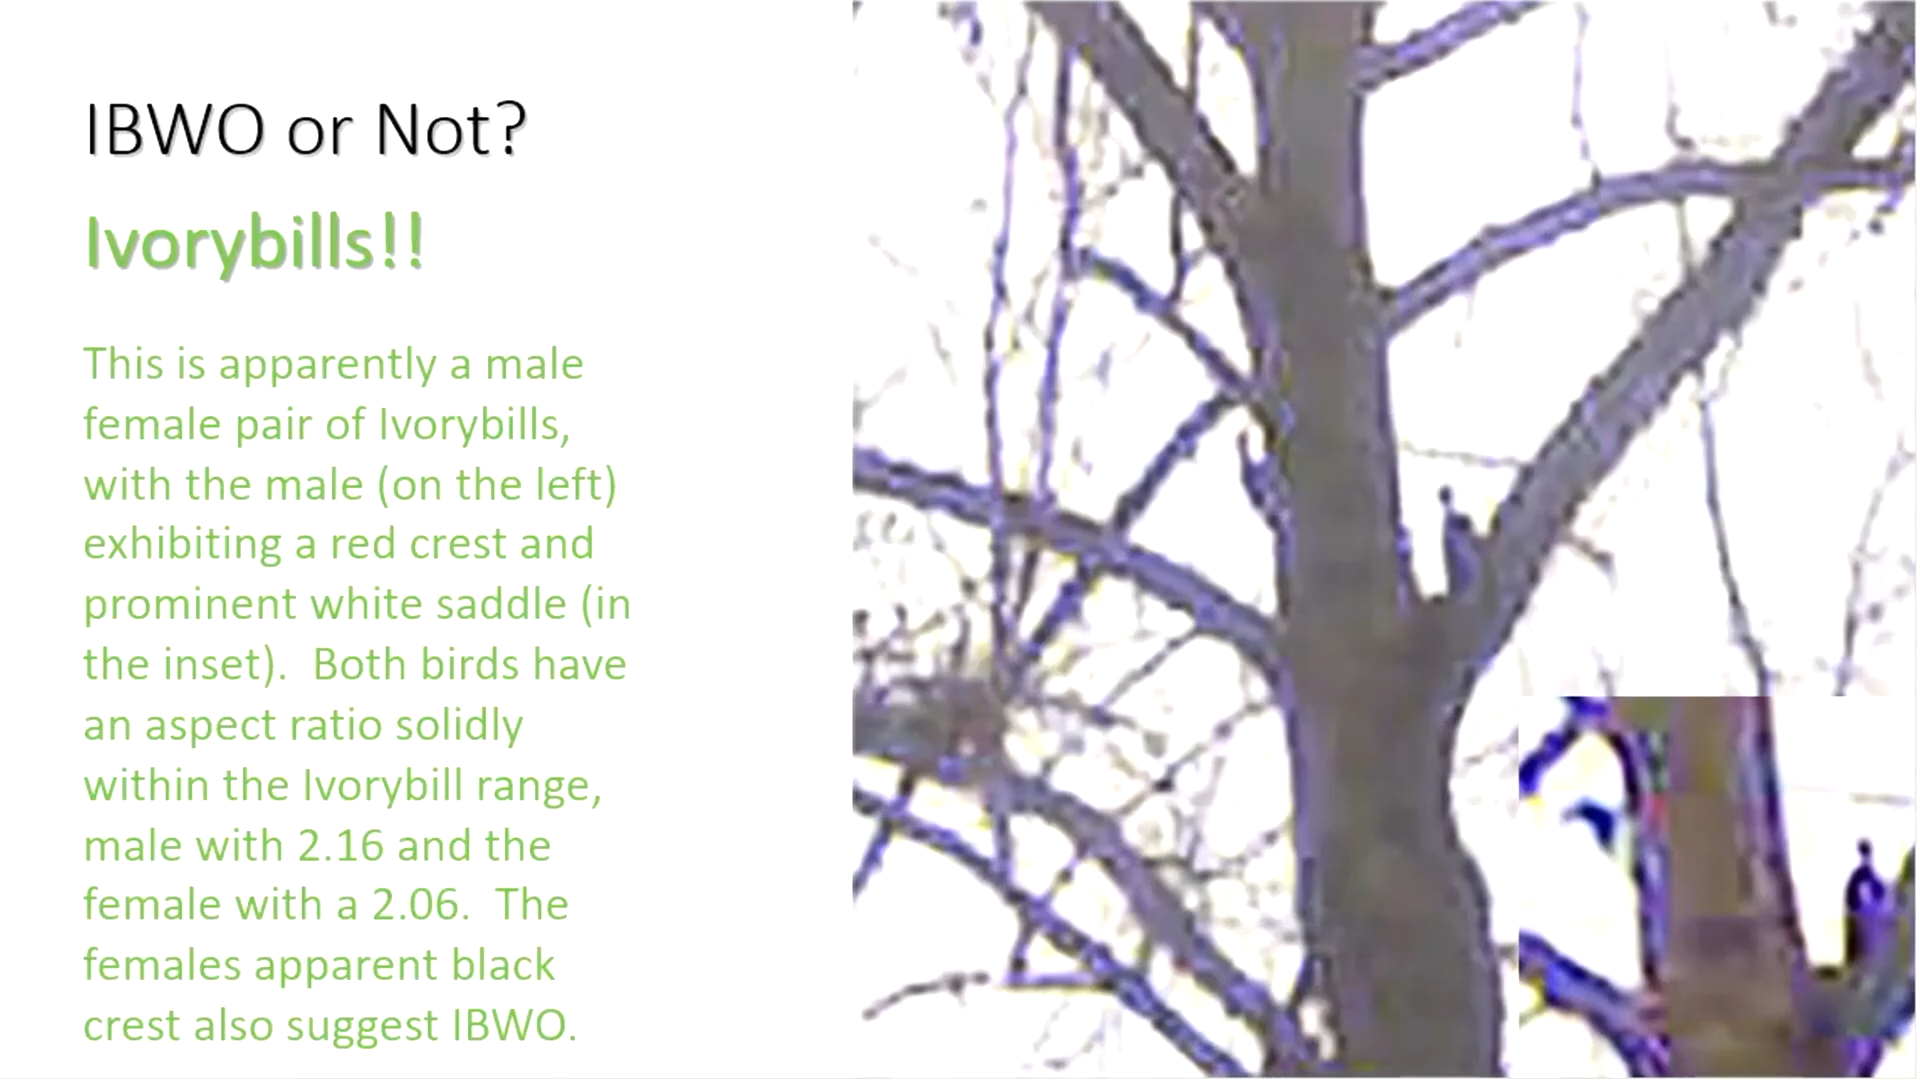 IBWO or Not?
Ivorybills!!
This is apparently a male
female pair of Ivorybills,
with the male (on the left)
exhibiting a red crest and
prominent white saddle (in
the inset).  Both birds have
an aspect ratio solidly
within the Ivorybill range,
male with 2.16 and the
female with a 2.06.  The
females apparent black
crest also suggest IBWO.